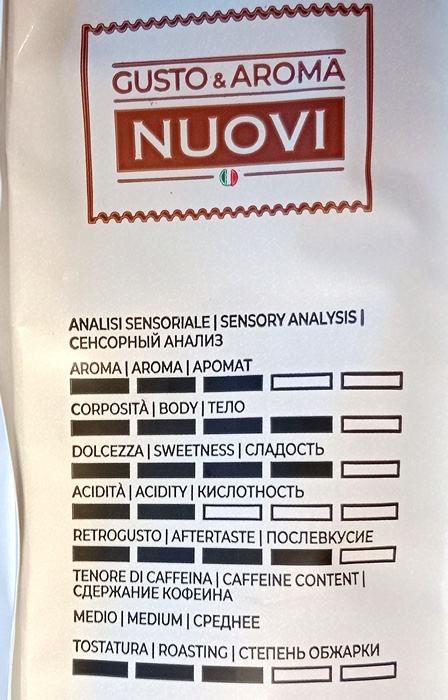 GUSTO & AROMA
NUOVI
ANALISI SENSORIALE | SENSORY ANALYSIS |
СЕНСОРНЫЙ АНАЛИЗ
AROMA | AROMA | АРОМАТ
CORPOSITÀ | BODY | ТЕЛО
DOLCEZZA | SWEETNESS | СЛАДОСТЬ
ACIDITÀ | ACIDITY | КИСЛОТНОСТЬ
RETROGUSTO | AFTERTASTE | ПОСЛЕВКУСИЕ
TENORE DI CAFFEINA | CAFFEINE CONTENT |
СДЕРЖАНИЕ КОФЕИНА
MEDIO | MEDIUM | СРЕДНЕЕ
TOSTATURA | ROASTING | СТЕПЕНЬ ОБЖАРКИ